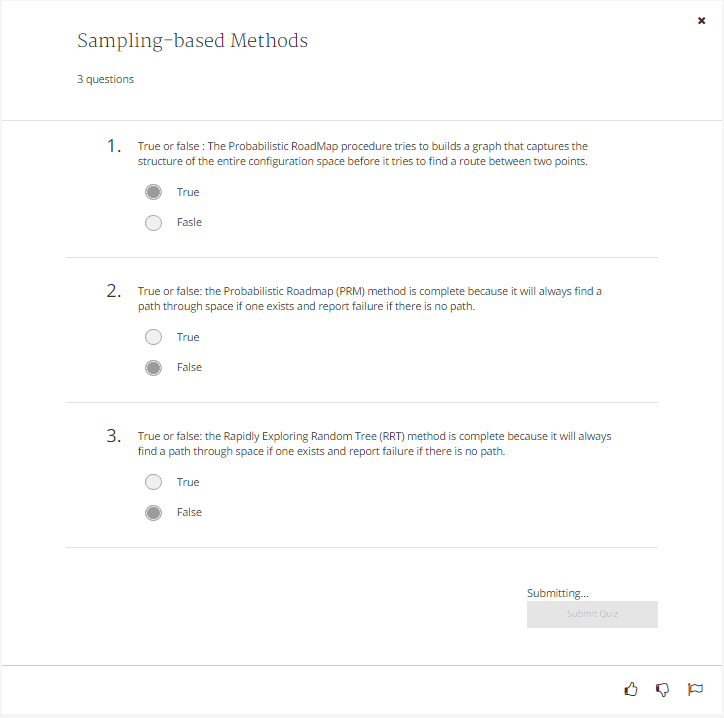 Sampling-based Methods
3 questions
1. True or false : The Probabilistic RoadMap procedure tries to builds a graph that captures the
structure of the entire configuration space before it tries to find a route between two points.
True
Fasle
2. True or false: the Probabilistic Roadmap (PRM) method is complete because it will always find a
path through space if one exists and report failure if there is no path.
True
False
3. True or false: the Rapidly Exploring Random Tree (RRT) method is complete because it will always
find a path through space if one exists and report failure if there is no path.
True
False
Submitting...
Submit Quiz